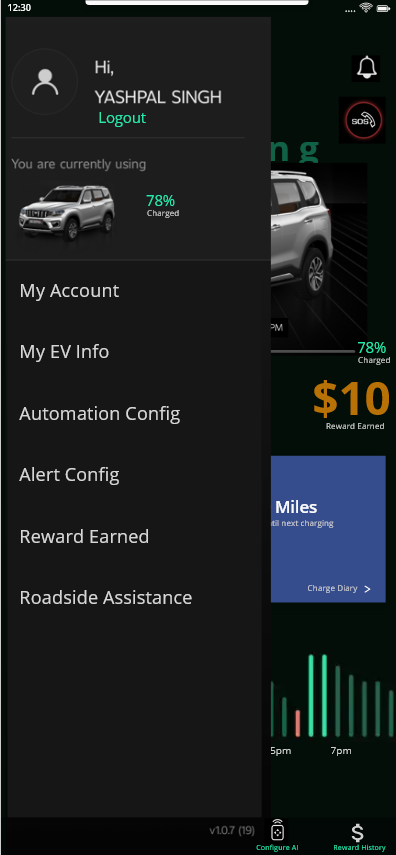 12:30
Hi,
YASHPAL SINGH
Logout
SOS
ng
You are currently using
78%
Charged
PM
78%
Charged
$10
Reward Earned
My Account
My EV Info
Automation Config
Alert Config
Reward Earned
Roadside Assistance
Miles
til next charging
Charge Diary >
5pm 7pm
v1.0.7 (19)
Configure AI
Reward History